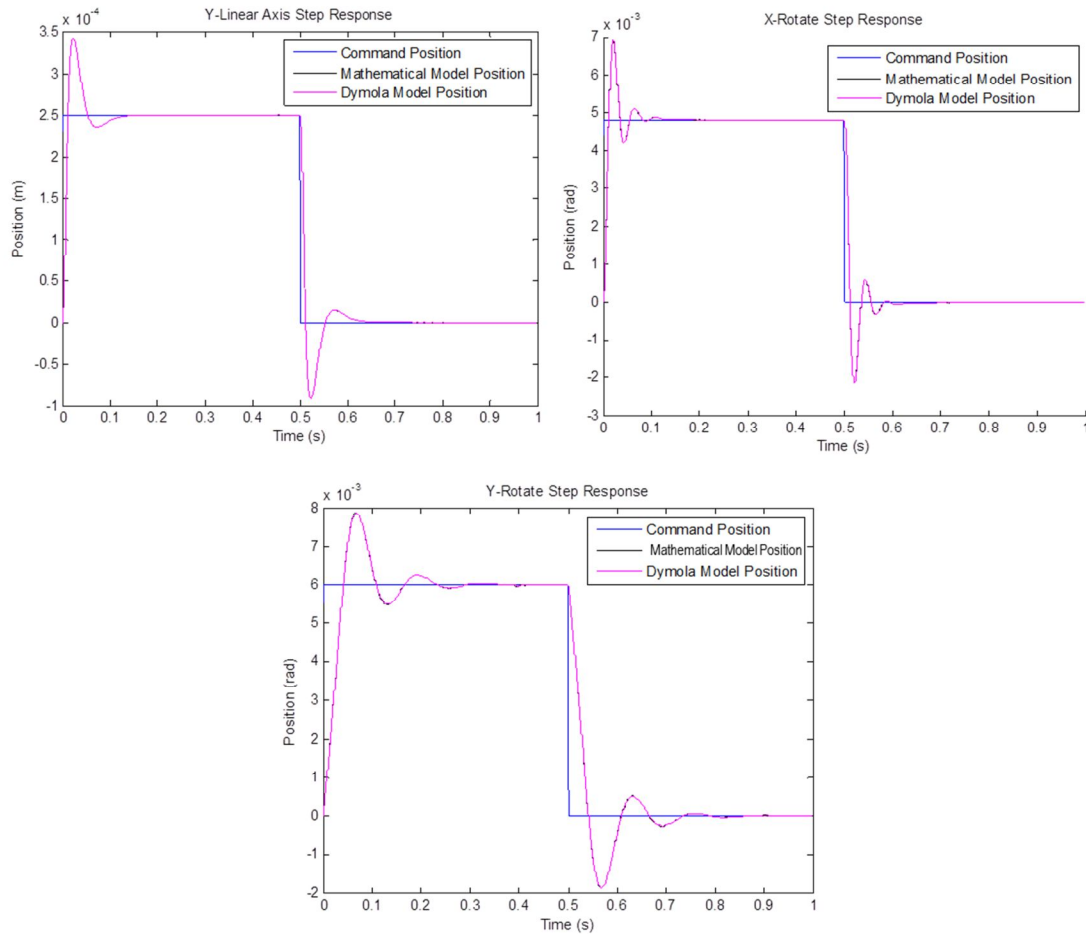 Y-Linear Axis Step Response
x 10-4
Command Position
Mathematical Model Position
Dymola Model Position
3.5
3
2.5
2
1.5
1
0.5
0
-0.5
-1
Position (m)
0 0.1 0.2 0.3 0.4 0.5 0.6 0.7 0.8 0.9 1
Time (s)
X-Rotate Step Response
x 10-3
Command Position
Mathematical Model Position
Dymola Model Position
7
6
5
4
3
2
1
0
-1
-2
-3
Position (rad)
0 0.1 0.2 0.3 0.4 0.5 0.6 0.7 0.8 0.9 1
Time (s)
Y-Rotate Step Response
x 10-3
Command Position
Mathematical Model Position
Dymola Model Position
8
7
6
5
4
3
2
1
0
-1
-2
Position (rad)
0 0.1 0.2 0.3 0.4 0.5 0.6 0.7 0.8 0.9 1
Time (s)